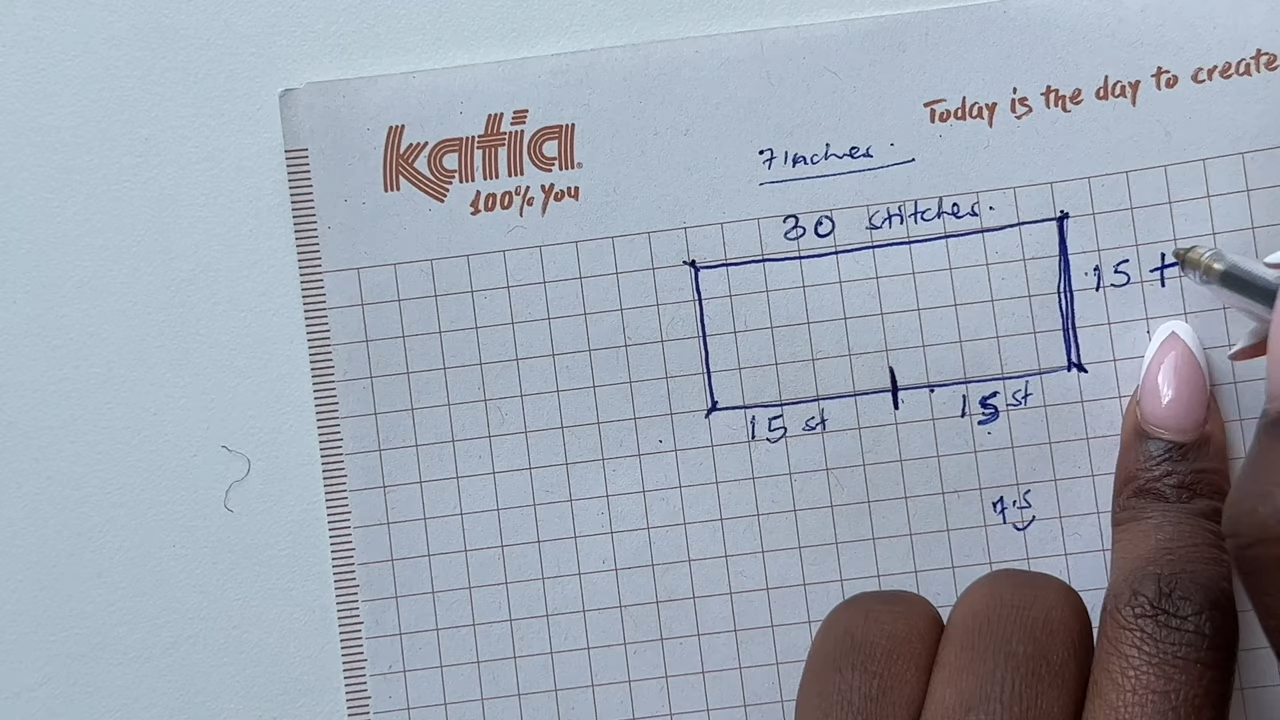 katia
100% You
Today is the day to create
7 inches.
30 stitches.
15 +
15 st
15 st
7.5